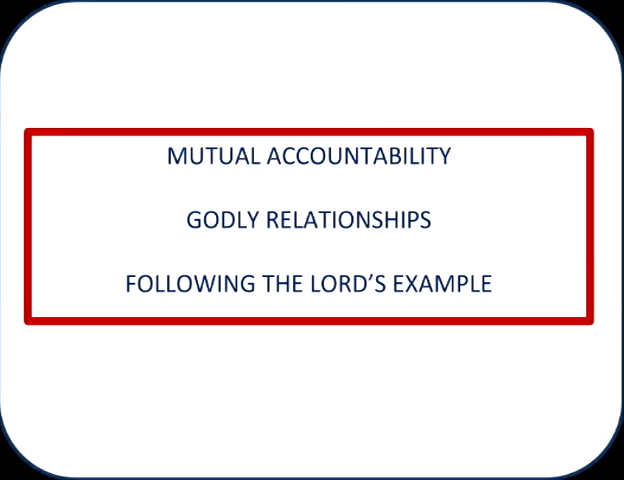 MUTUAL ACCOUNTABILITY
GODLY RELATIONSHIPS
FOLLOWING THE LORD’S EXAMPLE